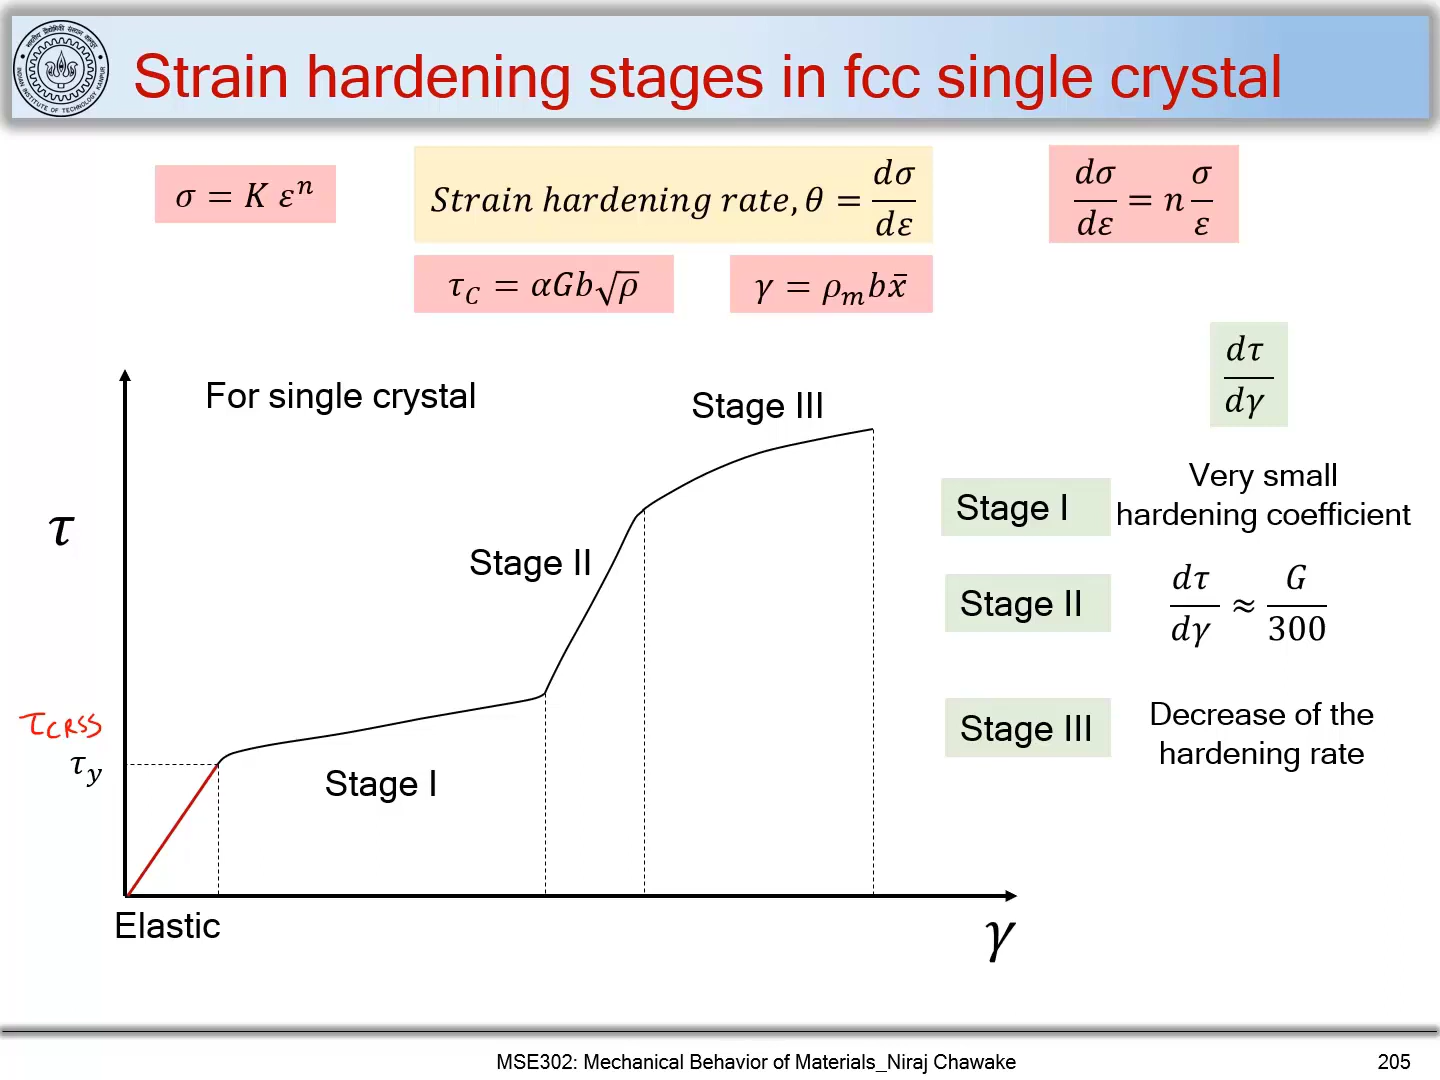 Strain hardening stages in fcc single crystal
σ = K ε^n
Strain hardening rate, θ = dσ/dε
dσ/dε = n σ/ε
τ_C = αGb√ρ
γ = ρ_m b x̄
dτ/dγ
For single crystal
Stage III
Stage II
Stage I
τ
τ_CRSS
τ_y
Elastic
γ
Stage I
Very small
hardening coefficient
Stage II
dτ/dγ ≈ G/300
Stage III
Decrease of the
hardening rate
MSE302: Mechanical Behavior of Materials_Niraj Chawake
205